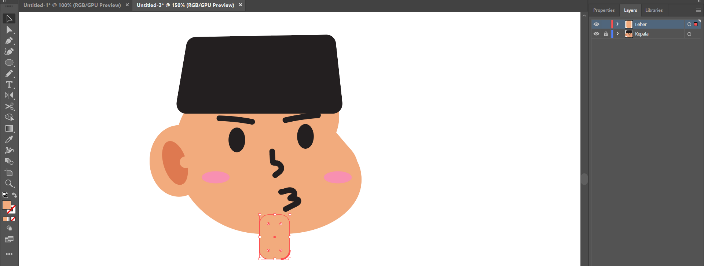 Untitled-1* @ 100% (RGB/GPU Preview) × Untitled-3* @ 150% (RGB/GPU Preview) ×
Properties Layers Libraries
Leher
Kepala